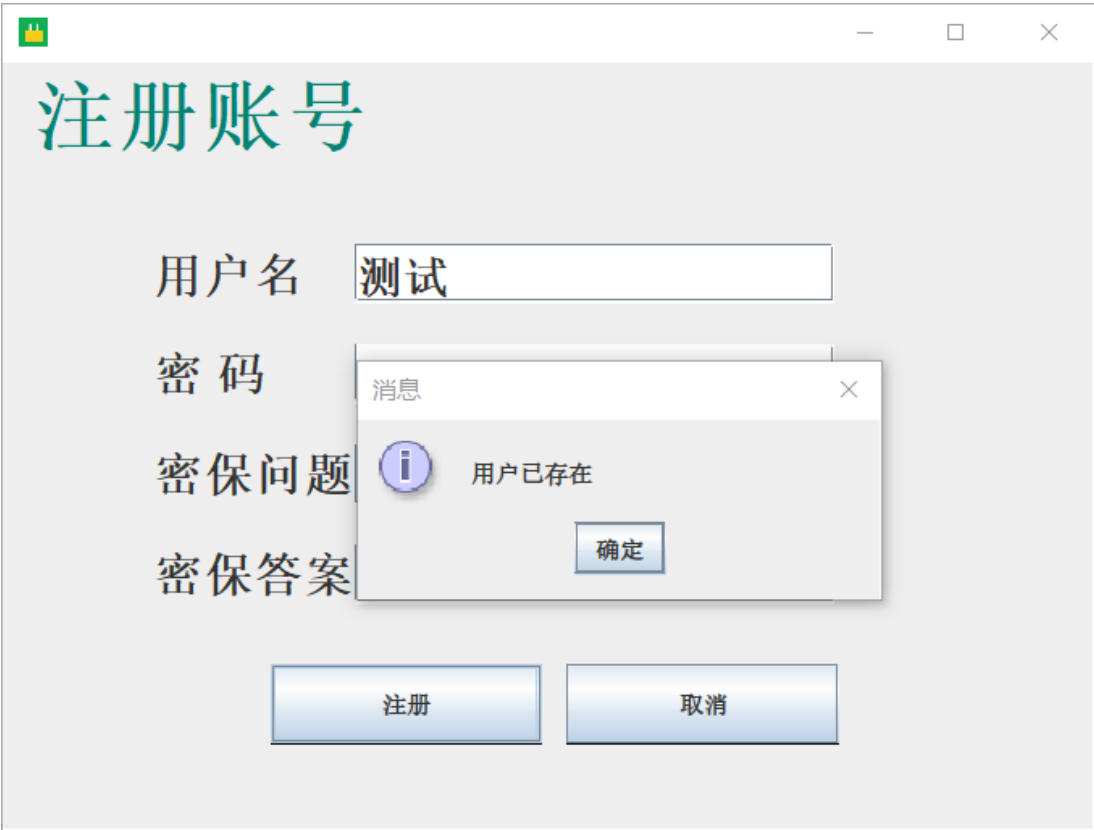 注册账号
用户名 测试
密 码
消息
密保问题
用户已存在
确定
密保答案
注册 取消